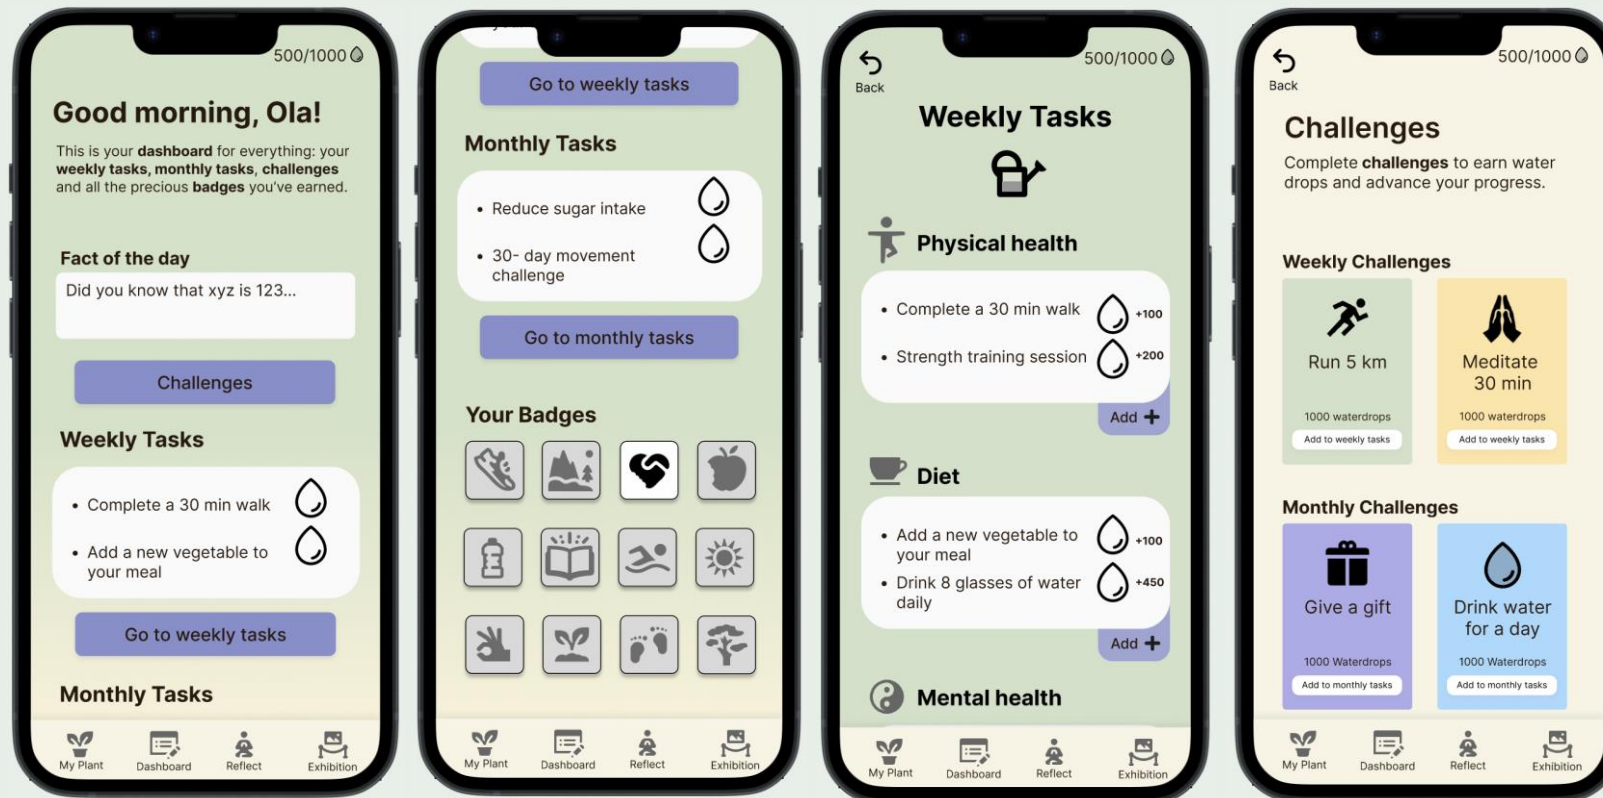 500/1000
Good morning, Ola!
This is your dashboard for everything: your
weekly tasks, monthly tasks, challenges
and all the precious badges you've earned.
Fact of the day
Did you know that xyz is 123...
Challenges
Weekly Tasks
• Complete a 30 min walk
• Add a new vegetable to
your meal
Go to weekly tasks
Monthly Tasks
My Plant
Dashboard
Reflect
Exhibition
Go to weekly tasks
Monthly Tasks
• Reduce sugar intake
• 30- day movement
challenge
Go to monthly tasks
Your Badges
My Plant
Dashboard
Reflect
Exhibition
Back
500/1000
Weekly Tasks
Physical health
• Complete a 30 min walk +100
• Strength training session +200
Add +
Diet
• Add a new vegetable to
your meal +100
• Drink 8 glasses of water
daily +450
Add +
Mental health
My Plant
Dashboard
Reflect
Exhibition
Back
500/1000
Challenges
Complete challenges to earn water
drops and advance your progress.
Weekly Challenges
Run 5 km
1000 waterdrops
Add to weekly tasks
Meditate
30 min
1000 waterdrops
Add to weekly tasks
Monthly Challenges
Give a gift
1000 Waterdrops
Add to monthly tasks
Drink water
for a day
1000 Waterdrops
Add to monthly tasks
My Plant
Dashboard
Reflect
Exhibition